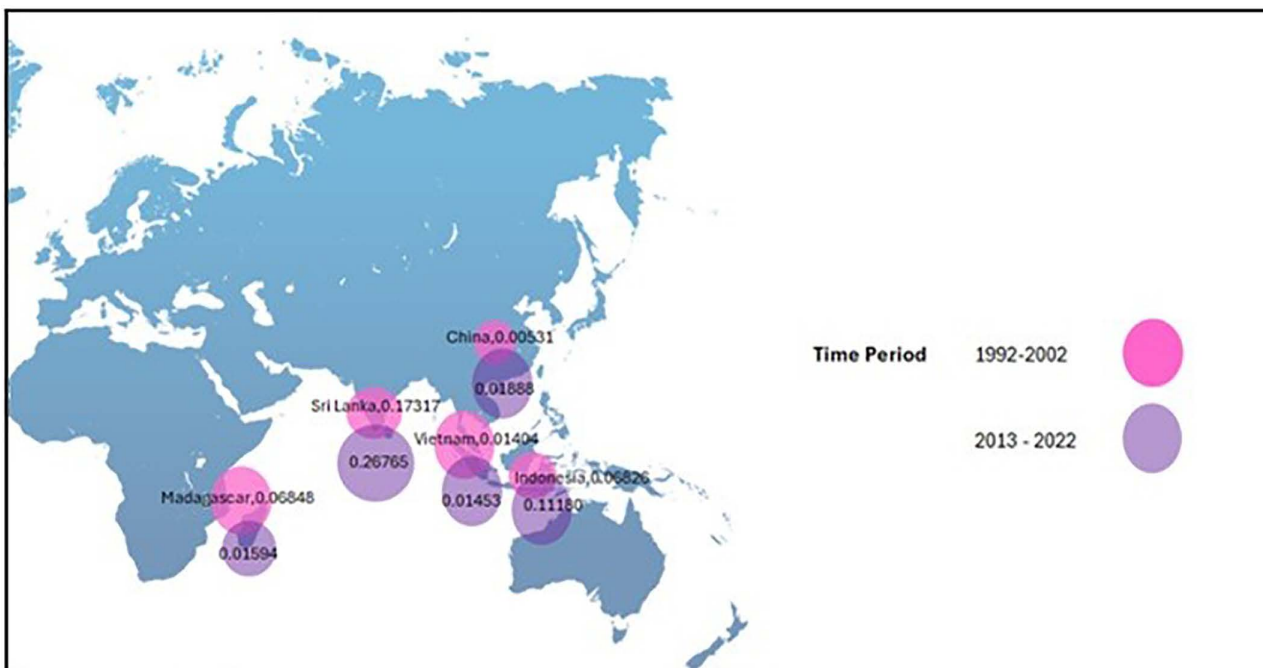 China,0.00531
0.01888
Sri Lanka,0.17317
0.26765
Vietnam,0.01404
0.01453
Indonesia,0.06826
0.11180
Madagascar,0.06848
0.01594
Time Period
1992-2002
2013 - 2022